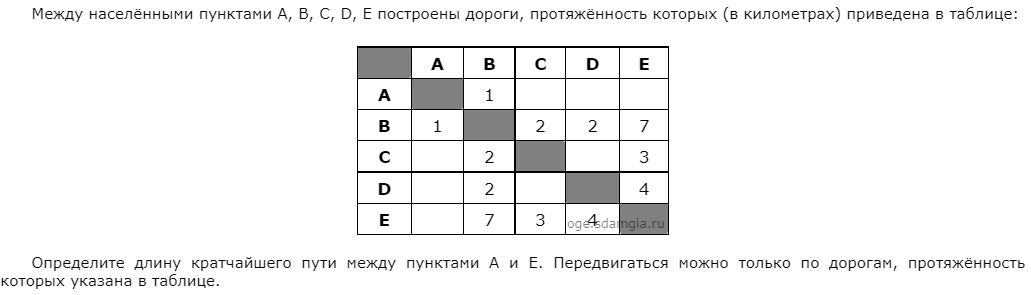 Между населёнными пунктами A, B, C, D, E построены дороги, протяжённость которых (в километрах) приведена в таблице:
A B C D E
A 1
B 1 2 2 7
C 2 3
D 2 4
E 7 3 4
oge.sdamgia.ru
Определите длину кратчайшего пути между пунктами A и E. Передвигаться можно только по дорогам, протяжённость
которых указана в таблице.